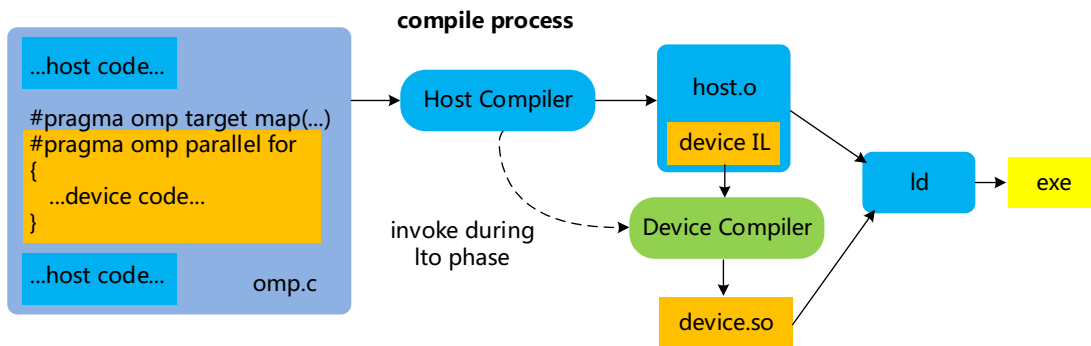 compile process
...host code...
#pragma omp target map(...)
#pragma omp parallel for
{
...device code...
}
...host code...
omp.c
Host Compiler
invoke during
lto phase
host.o
device IL
Device Compiler
device.so
ld
exe